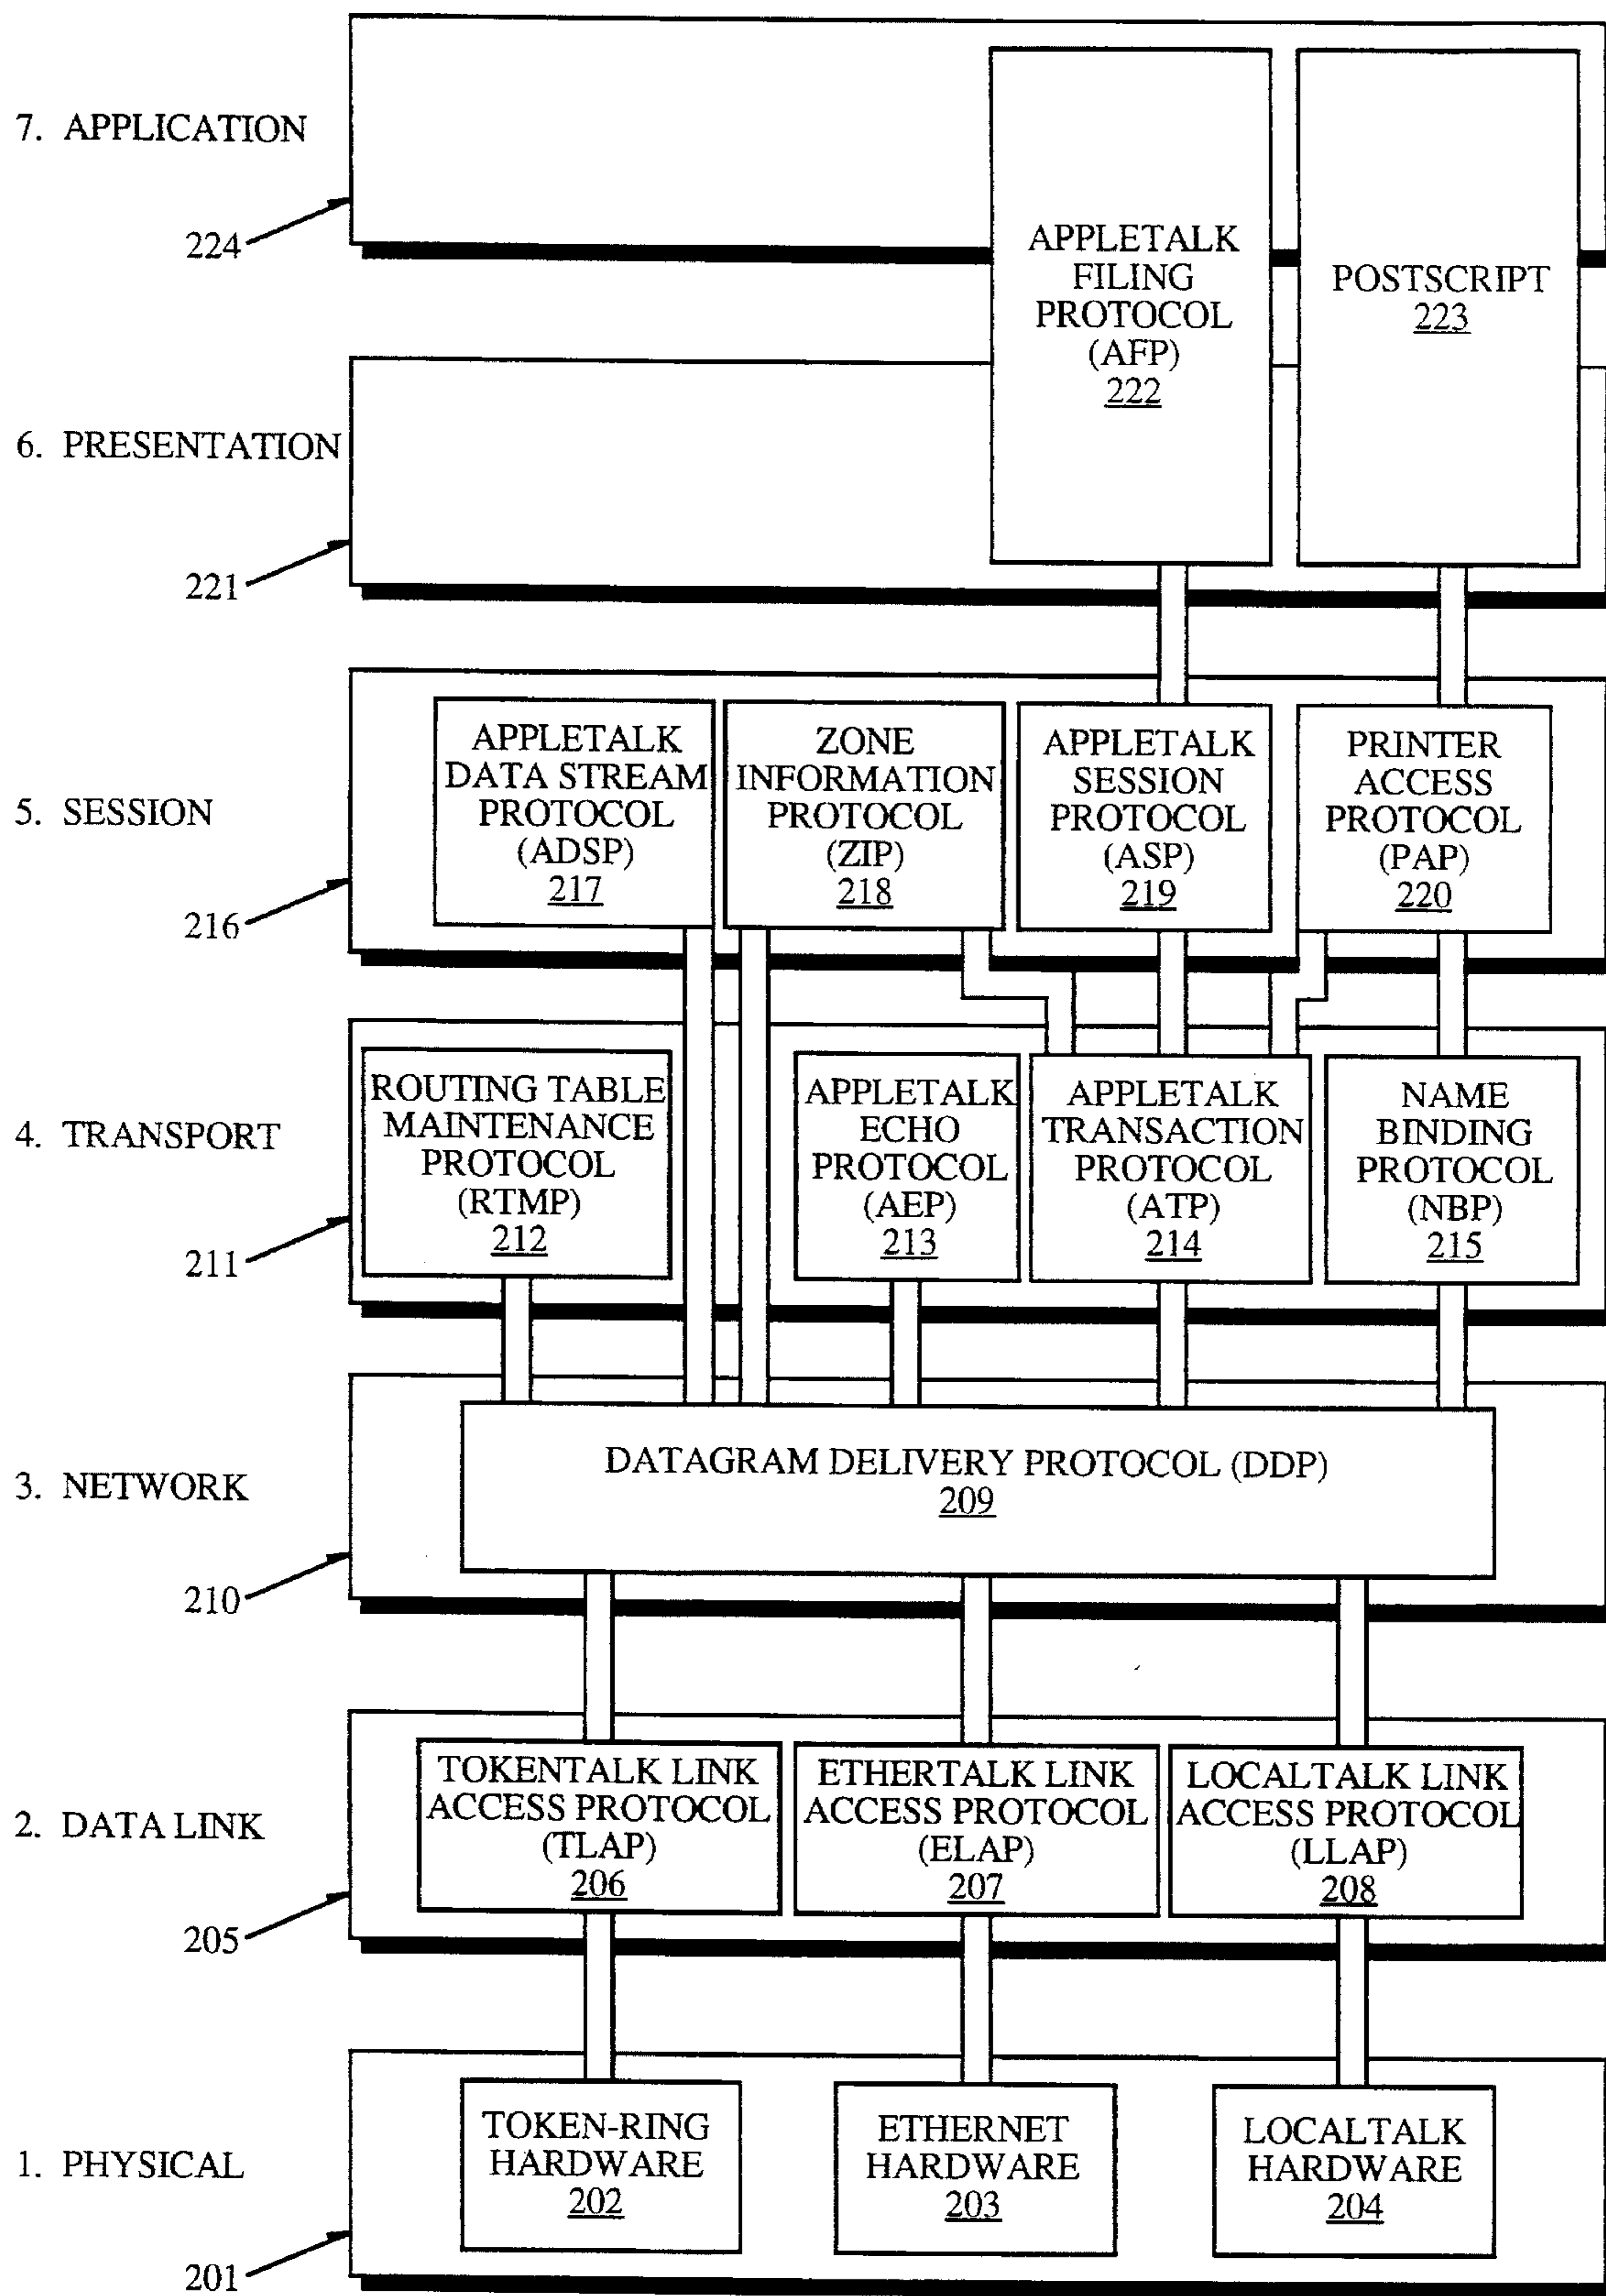 7. APPLICATION
224
APPLETALK
FILING
PROTOCOL
(AFP)
222
POSTSCRIPT
223
6. PRESENTATION
221
5. SESSION
216
APPLETALK
DATA STREAM
PROTOCOL
(ADSP)
217
ZONE
INFORMATION
PROTOCOL
(ZIP)
218
APPLETALK
SESSION
PROTOCOL
(ASP)
219
PRINTER
ACCESS
PROTOCOL
(PAP)
220
4. TRANSPORT
211
ROUTING TABLE
MAINTENANCE
PROTOCOL
(RTMP)
212
APPLETALK
ECHO
PROTOCOL
(AEP)
213
APPLETALK
TRANSACTION
PROTOCOL
(ATP)
214
NAME
BINDING
PROTOCOL
(NBP)
215
3. NETWORK
210
DATAGRAM DELIVERY PROTOCOL (DDP)
209
2. DATA LINK
205
TOKENTALK LINK
ACCESS PROTOCOL
(TLAP)
206
ETHERTALK LINK
ACCESS PROTOCOL
(ELAP)
207
LOCALTALK LINK
ACCESS PROTOCOL
(LLAP)
208
1. PHYSICAL
201
TOKEN-RING
HARDWARE
202
ETHERNET
HARDWARE
203
LOCALTALK
HARDWARE
204